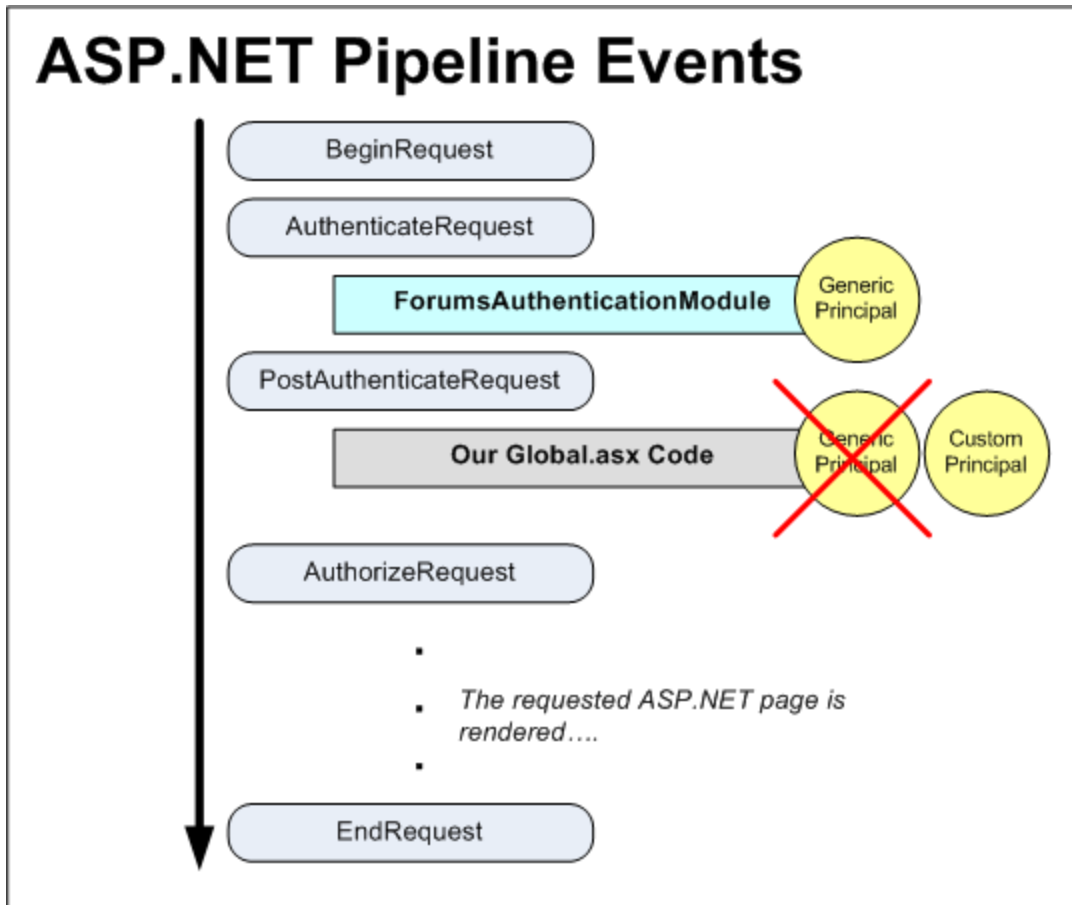 ASP.NET Pipeline Events
BeginRequest
AuthenticateRequest
ForumsAuthenticationModule
Generic
Principal
PostAuthenticateRequest
Our Global.asx Code
Generic
Principal
Custom
Principal
AuthorizeRequest
The requested ASP.NET page is
rendered....
EndRequest